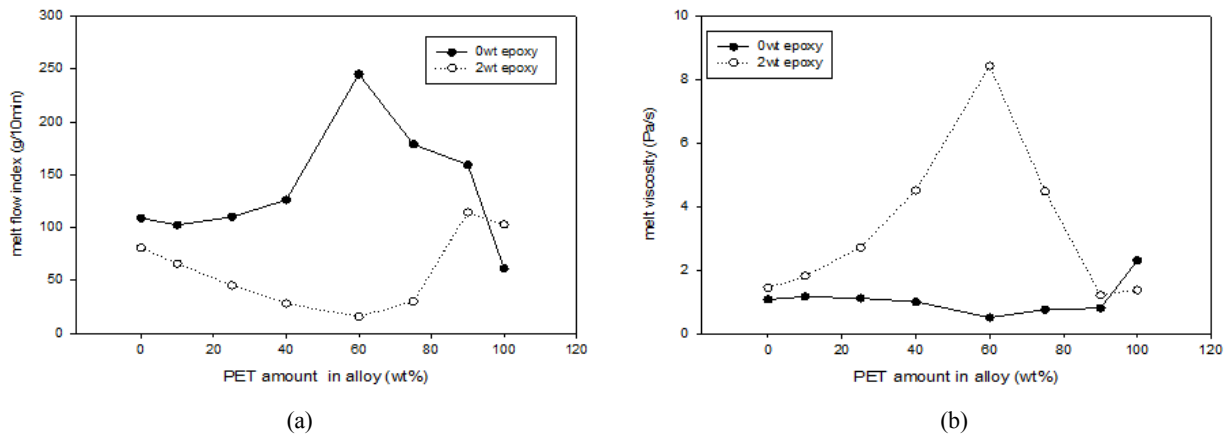 300
250
200
150
100
50
0
melt flow index (g/10min)
0wt epoxy
2wt epoxy
0 20 40 60 80 100 120
PET amount in alloy (wt%)
(a)
10
8
6
4
2
0
melt viscosity (Pa/s)
0wt epoxy
2wt epoxy
0 20 40 60 80 100 120
PET amount in alloy (wt%)
(b)